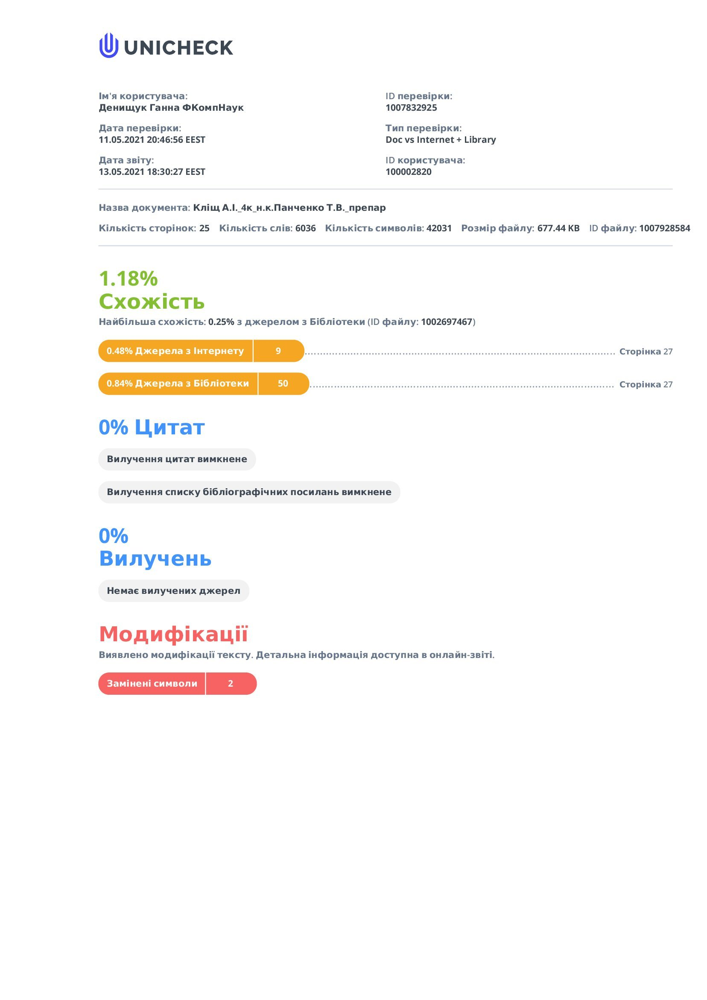 UNICHECK
Ім'я користувача:
Денищук Ганна ФКомпНаук
ID перевірки:
1007832925
Дата перевірки:
11.05.2021 20:46:56 EEST
Тип перевірки:
Doc vs Internet + Library
Дата звіту:
13.05.2021 18:30:27 EEST
ID користувача:
100002820
Назва документа: Кліщ А.І._4к_н.к.Панченко Т.В._препар
Кількість сторінок: 25 Кількість слів: 6036 Кількість символів: 42031 Розмір файлу: 677.44 KB ID файлу: 1007928584
1.18%
Схожість
Найбільша схожість: 0.25% з джерелом з Бібліотеки (ID файлу: 1002697467)
0.48% Джерела з Інтернету 9 Сторінка 27
0.84% Джерела з Бібліотеки 50 Сторінка 27
0% Цитат
Вилучення цитат вимкнене
Вилучення списку бібліографічних посилань вимкнене
0%
Вилучень
Немає вилучених джерел
Модифікації
Виявлено модифікації тексту. Детальна інформація доступна в онлайн-звіті.
Замінені символи 2